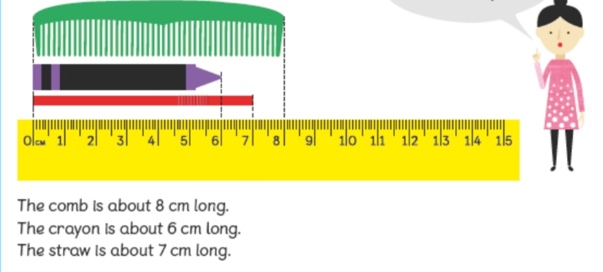 0 CM 1 2 3 4 5 6 7 8 9 10 11 12 13 14 15
The comb is about 8 cm long.
The crayon is about 6 cm long.
The straw is about 7 cm long.